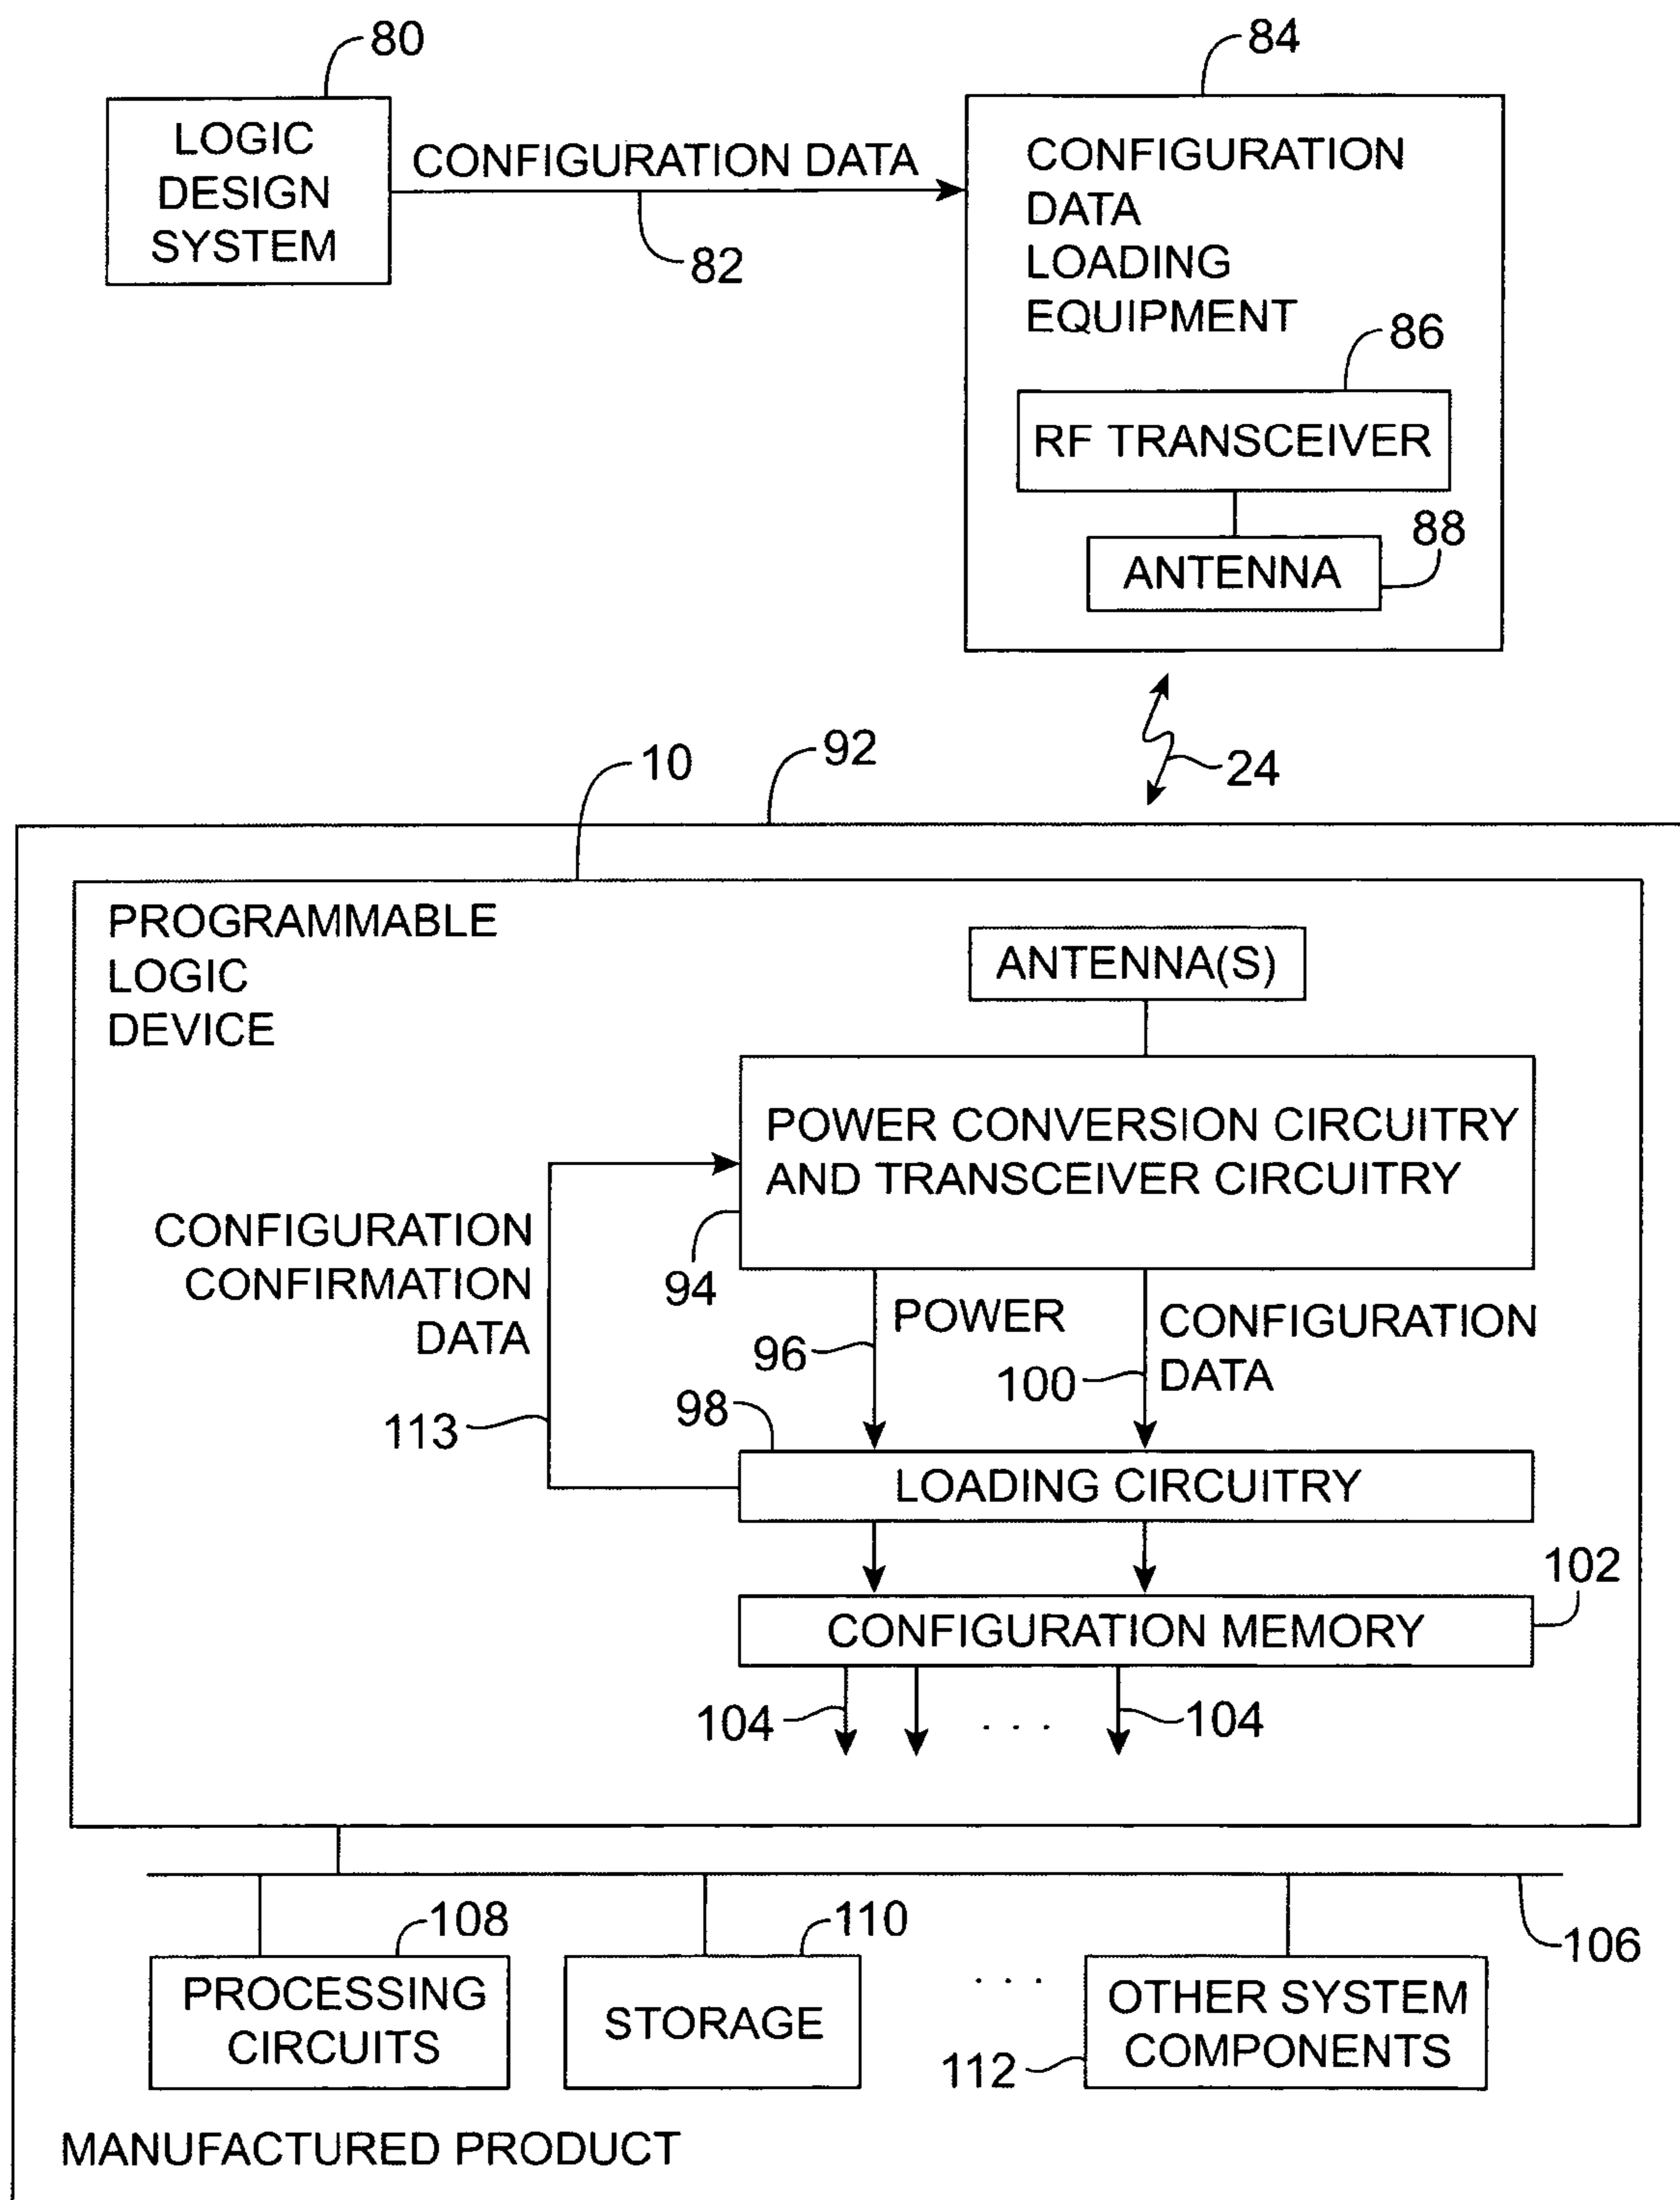 80
LOGIC
DESIGN
SYSTEM
CONFIGURATION DATA
82
84
CONFIGURATION
DATA
LOADING
EQUIPMENT
86
RF TRANSCEIVER
88
ANTENNA
24
92
10
PROGRAMMABLE
LOGIC
DEVICE
ANTENNA(S)
POWER CONVERSION CIRCUITRY
AND TRANSCEIVER CIRCUITRY
94
CONFIGURATION
CONFIRMATION
DATA
113
POWER
96
CONFIGURATION
DATA
100
98
LOADING CIRCUITRY
102
CONFIGURATION MEMORY
104
. . .
104
106
108
PROCESSING
CIRCUITS
110
STORAGE
. . .
OTHER SYSTEM
COMPONENTS
112
MANUFACTURED PRODUCT